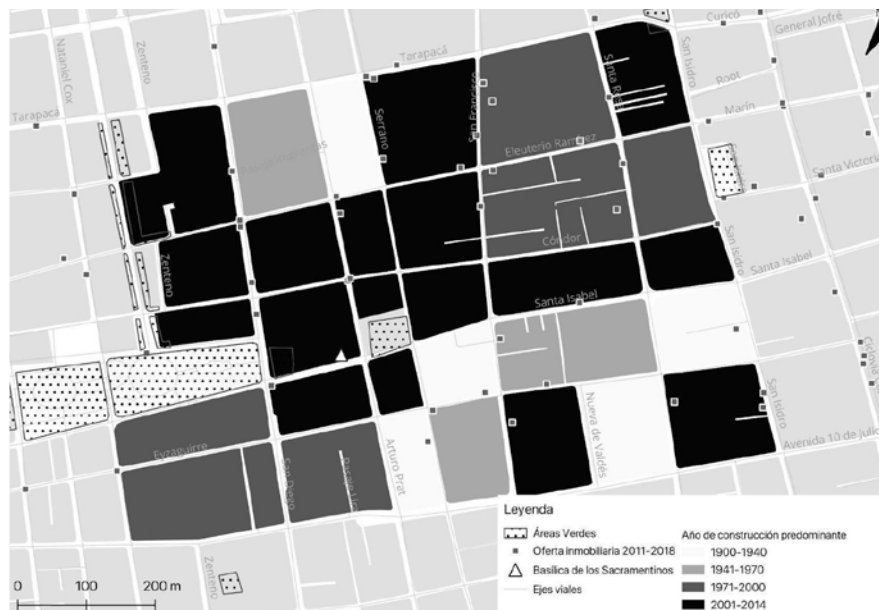 Curicó
General Jofré
Nataniel Cox
Zenteno
Tarapacá
San Isidro
Santa Rosa
San Francisco
Root
Tarapacá
Serrano
Marín
Eleuterio Ramírez
Santa Victoria
Cóndor
San Isidro
Zenteno
Santa Isabel
Santa Isabel
Ciclovía
San Isidro
Nueva de Valdés
Avenida 10 de Julio
Eyzaguirre
Arturo Prat
San Diego
Zenteno
Leyenda
Áreas Verdes
Oferta inmobiliaria 2011-2018
Basílica de los Sacramentinos
Ejes viales
Año de construcción predominante
1900-1940
1941-1970
1971-2000
2001-2014
0 100 200 m